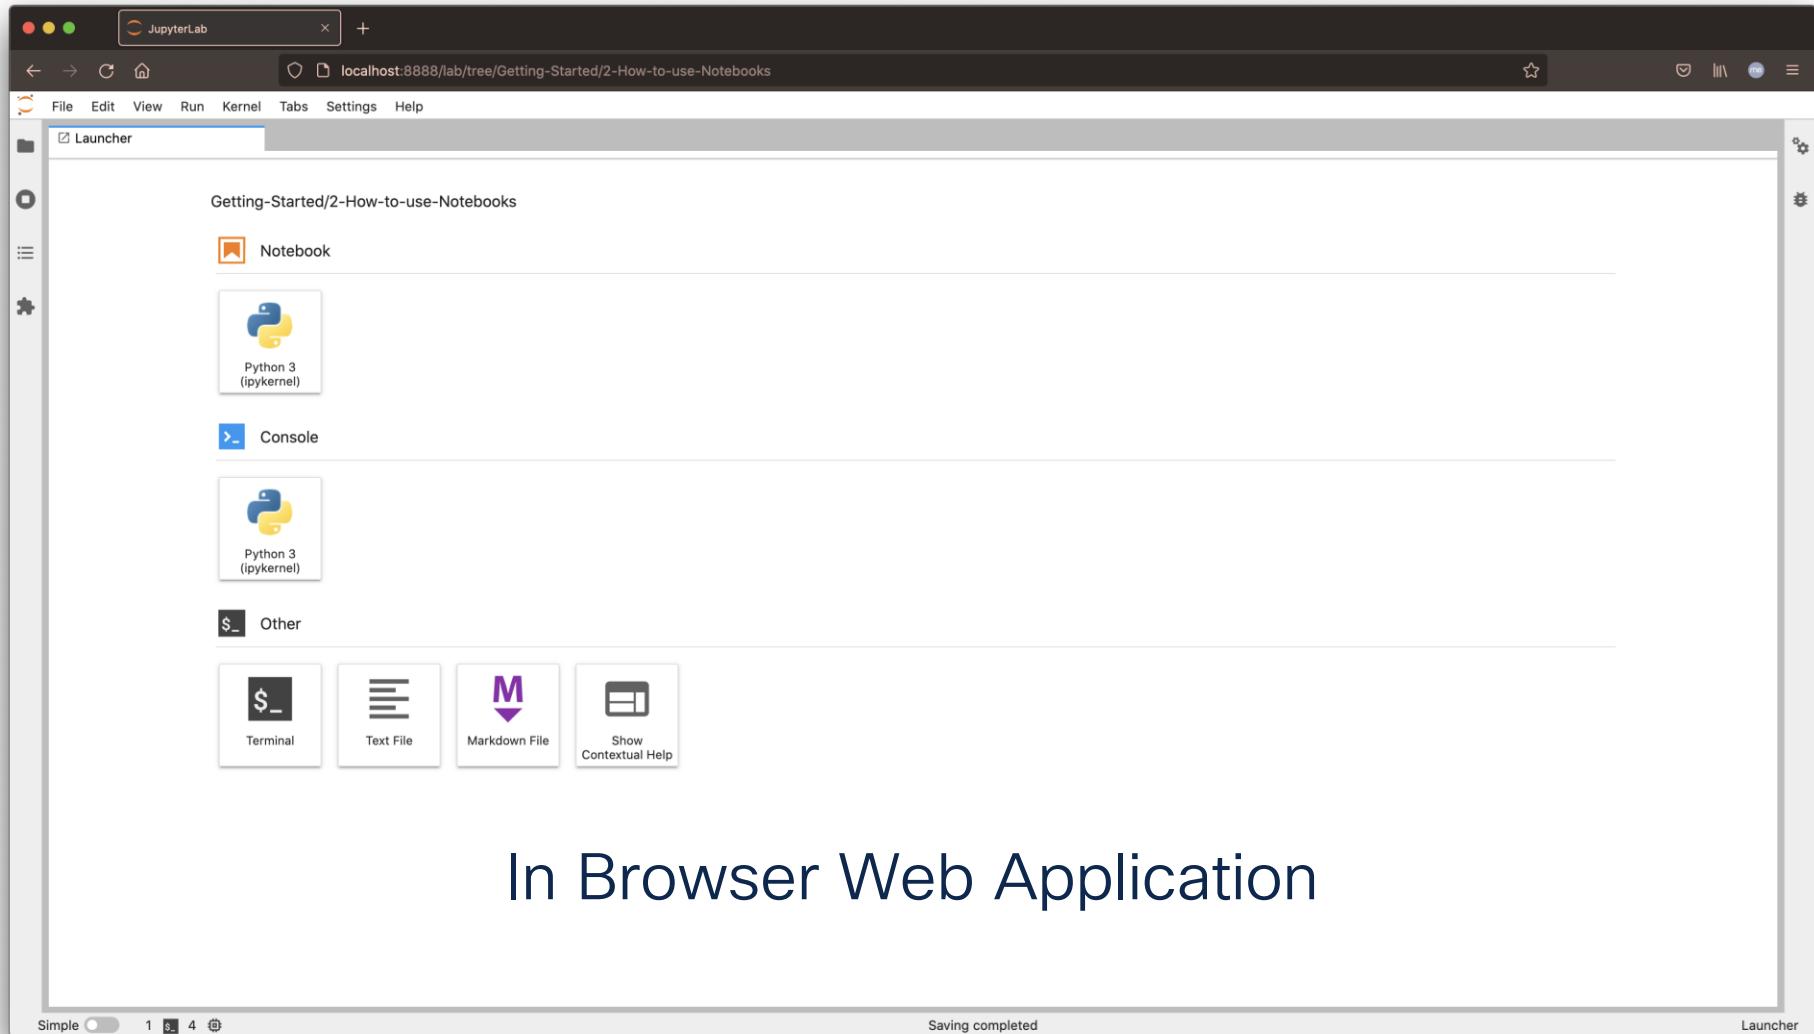 JupyterLab
localhost:8888/lab/tree/Getting-Started/2-How-to-use-Notebooks
me
File Edit View Run Kernel Tabs Settings Help
Launcher
Getting-Started/2-How-to-use-Notebooks
Notebook
Python 3
(ipykernel)
Console
Python 3
(ipykernel)
$_ Other
$_
M
Terminal
Text File
Markdown File
Show
Contextual Help
In Browser Web Application
Simple 1 $_ 4 Saving completed Launcher